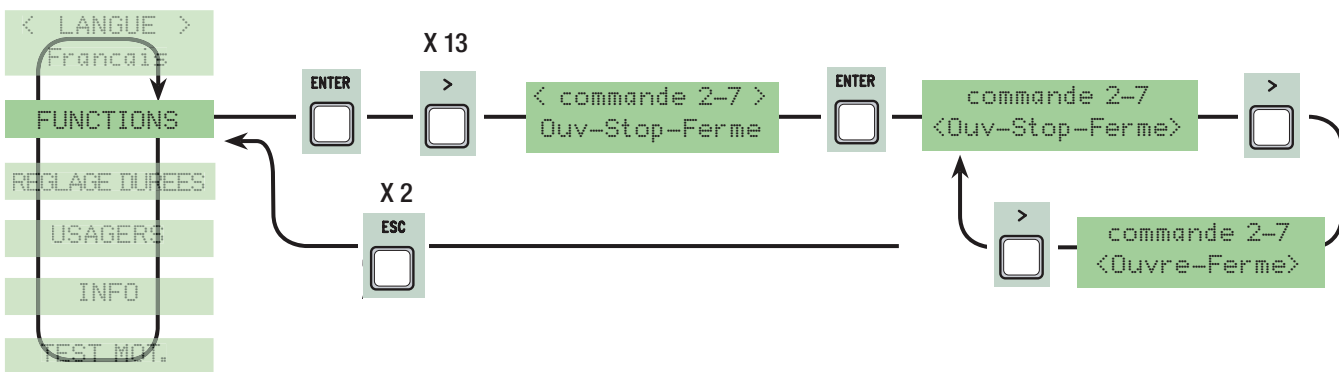 < LANGUE >
Francais
FUNCTIONS
REGLAGE DUREES
USAGERS
INFO
TEST MOT.
ENTER
X 13
>
< commande 2–7 >
Ouv–Stop–Ferme
ENTER
commande 2–7
<Ouv–Stop–Ferme>
>
X 2
ESC
>
commande 2–7
<Ouvre–Ferme>